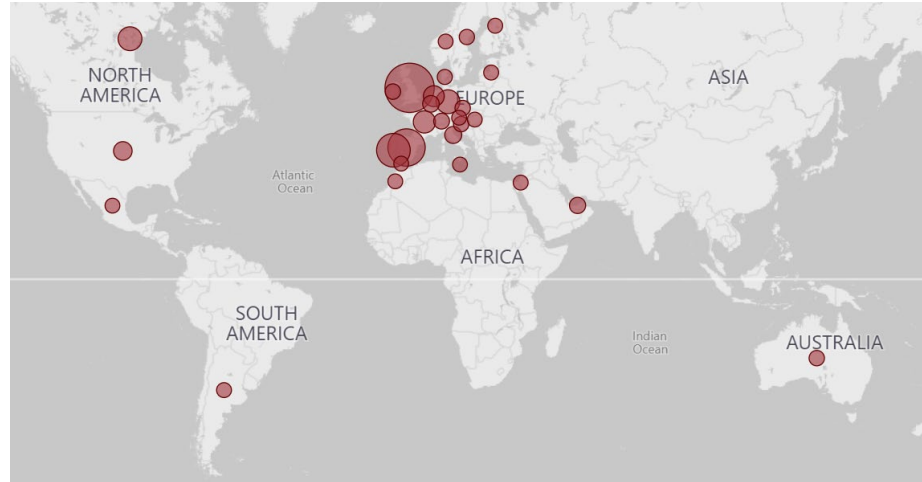 NORTH
AMERICA
EUROPE
ASIA
Atlantic
Ocean
AFRICA
SOUTH
AMERICA
Indian
Ocean
AUSTRALIA